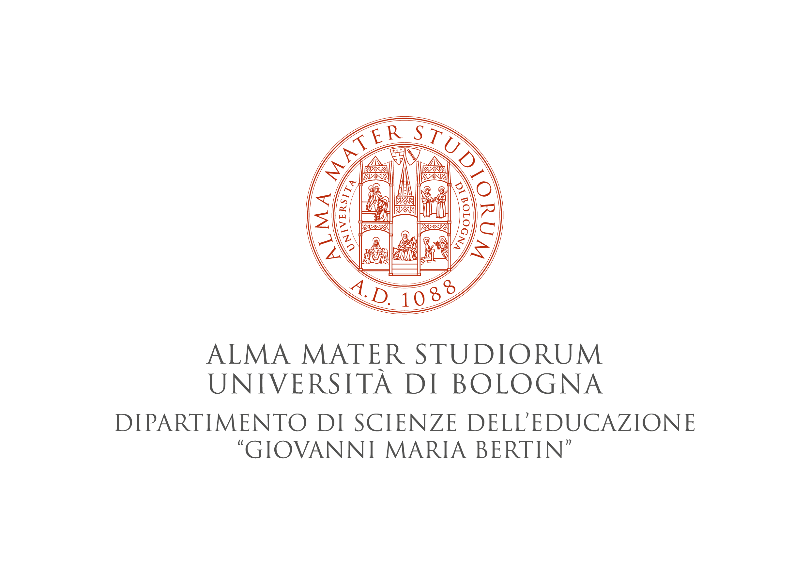 ALMA MATER STUDIORUM
UNIVERSITÀ DI BOLOGNA
A.D. 1088
ALMA MATER STUDIORUM
UNIVERSITÀ DI BOLOGNA
DIPARTIMENTO DI SCIENZE DELL’EDUCAZIONE
“GIOVANNI MARIA BERTIN”